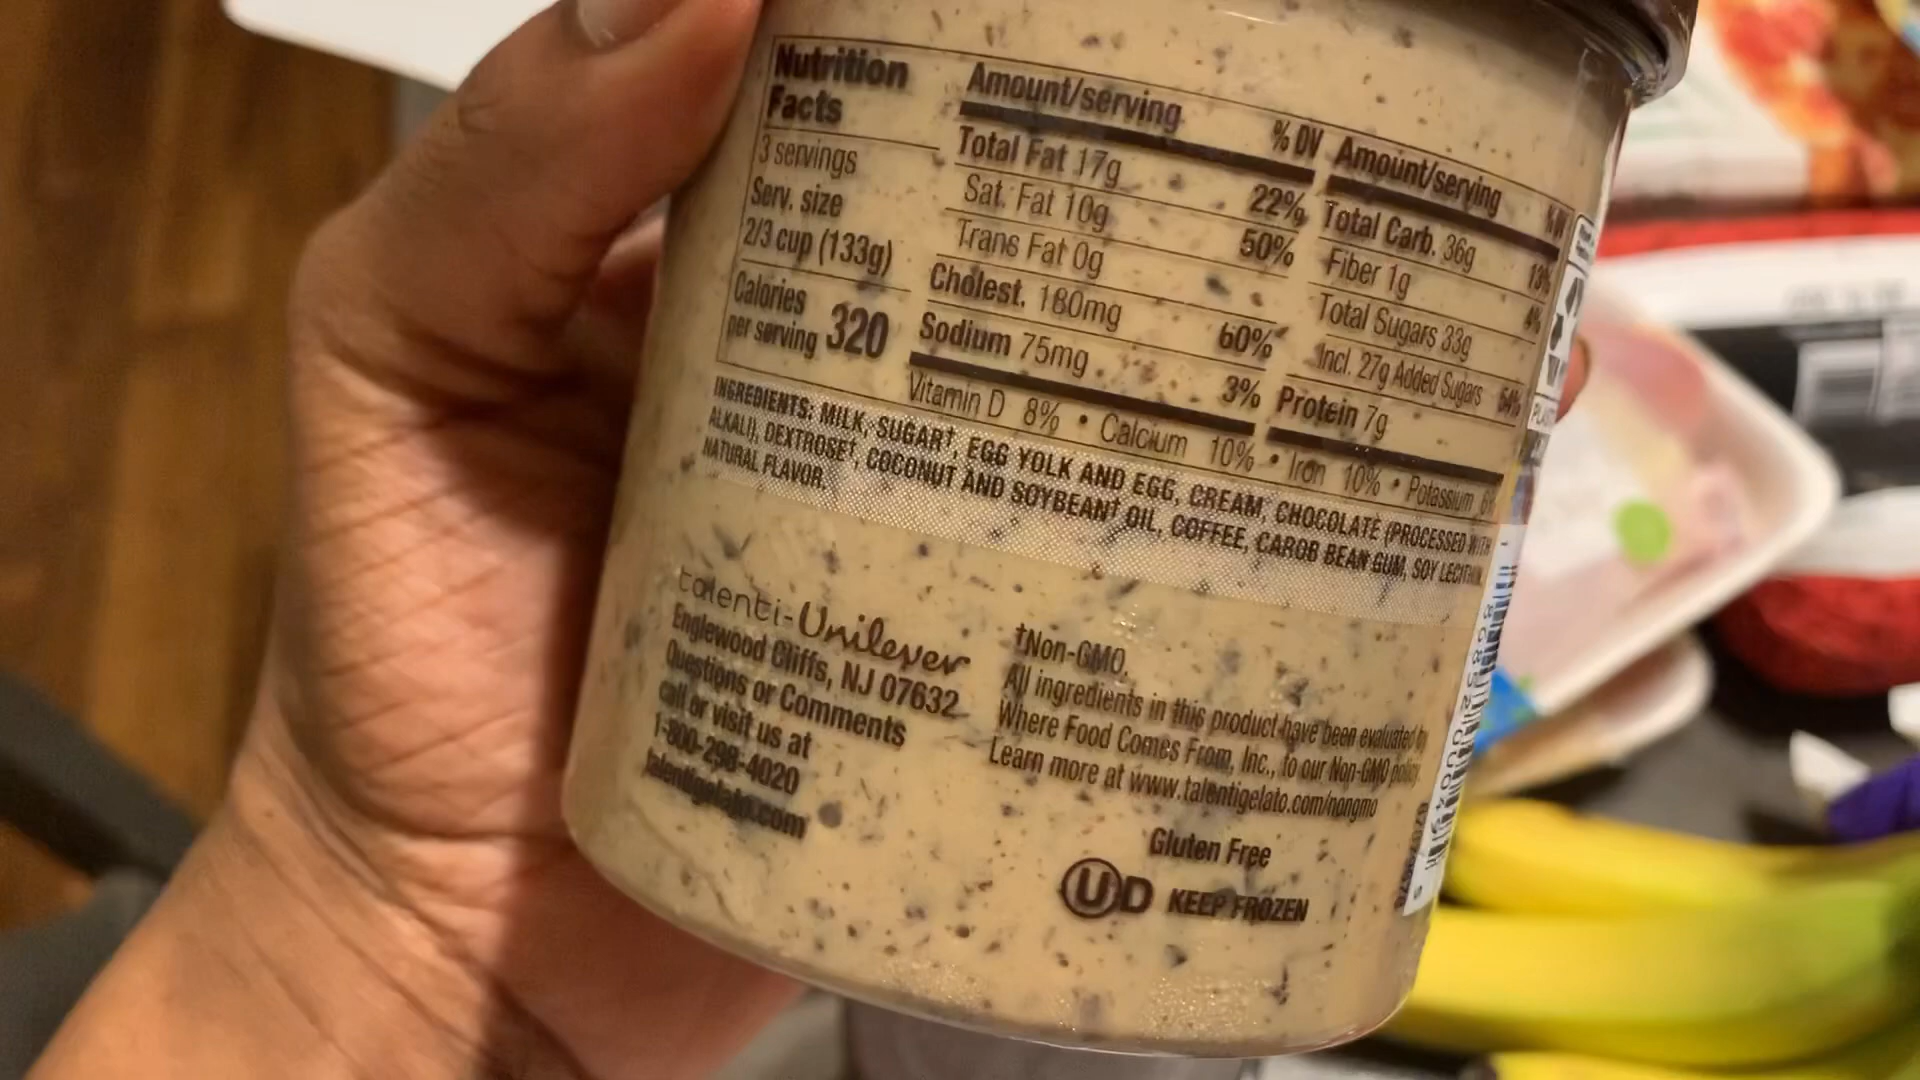 Nutrition
Facts
3 servings
Serv. size
2/3 cup (133g)
Calories
per serving 320
Amount/serving % DV
Total Fat 17g 22%
Sat. Fat 10g 50%
Trans Fat 0g
Cholest. 180mg 60%
Sodium 75mg 3%
Amount/serving %DV
Total Carb. 36g 13%
Fiber 1g 4%
Total Sugars 33g
Incl. 27g Added Sugars 54%
Protein 7g
Vitamin D 8% • Calcium 10% • Iron 10% • Potassium
INGREDIENTS: MILK, SUGAR†, EGG YOLK AND EGG, CREAM, CHOCOLATE (PROCESSED WITH
ALKALI), DEXTROSE†, COCONUT AND SOYBEAN† OIL, COFFEE, CAROB BEAN GUM, SOY LECITHIN,
NATURAL FLAVOR.
talenti-Unilever
Englewood Cliffs, NJ 07632
Questions or Comments
call or visit us at
1-800-298-4020
talentigelato.com
†Non-GMO.
All ingredients in this product have been evaluated by
Where Food Comes From, Inc., to our Non-GMO policy.
Learn more at www.talentigelato.com/nongmo
Gluten Free
U D KEEP FROZEN